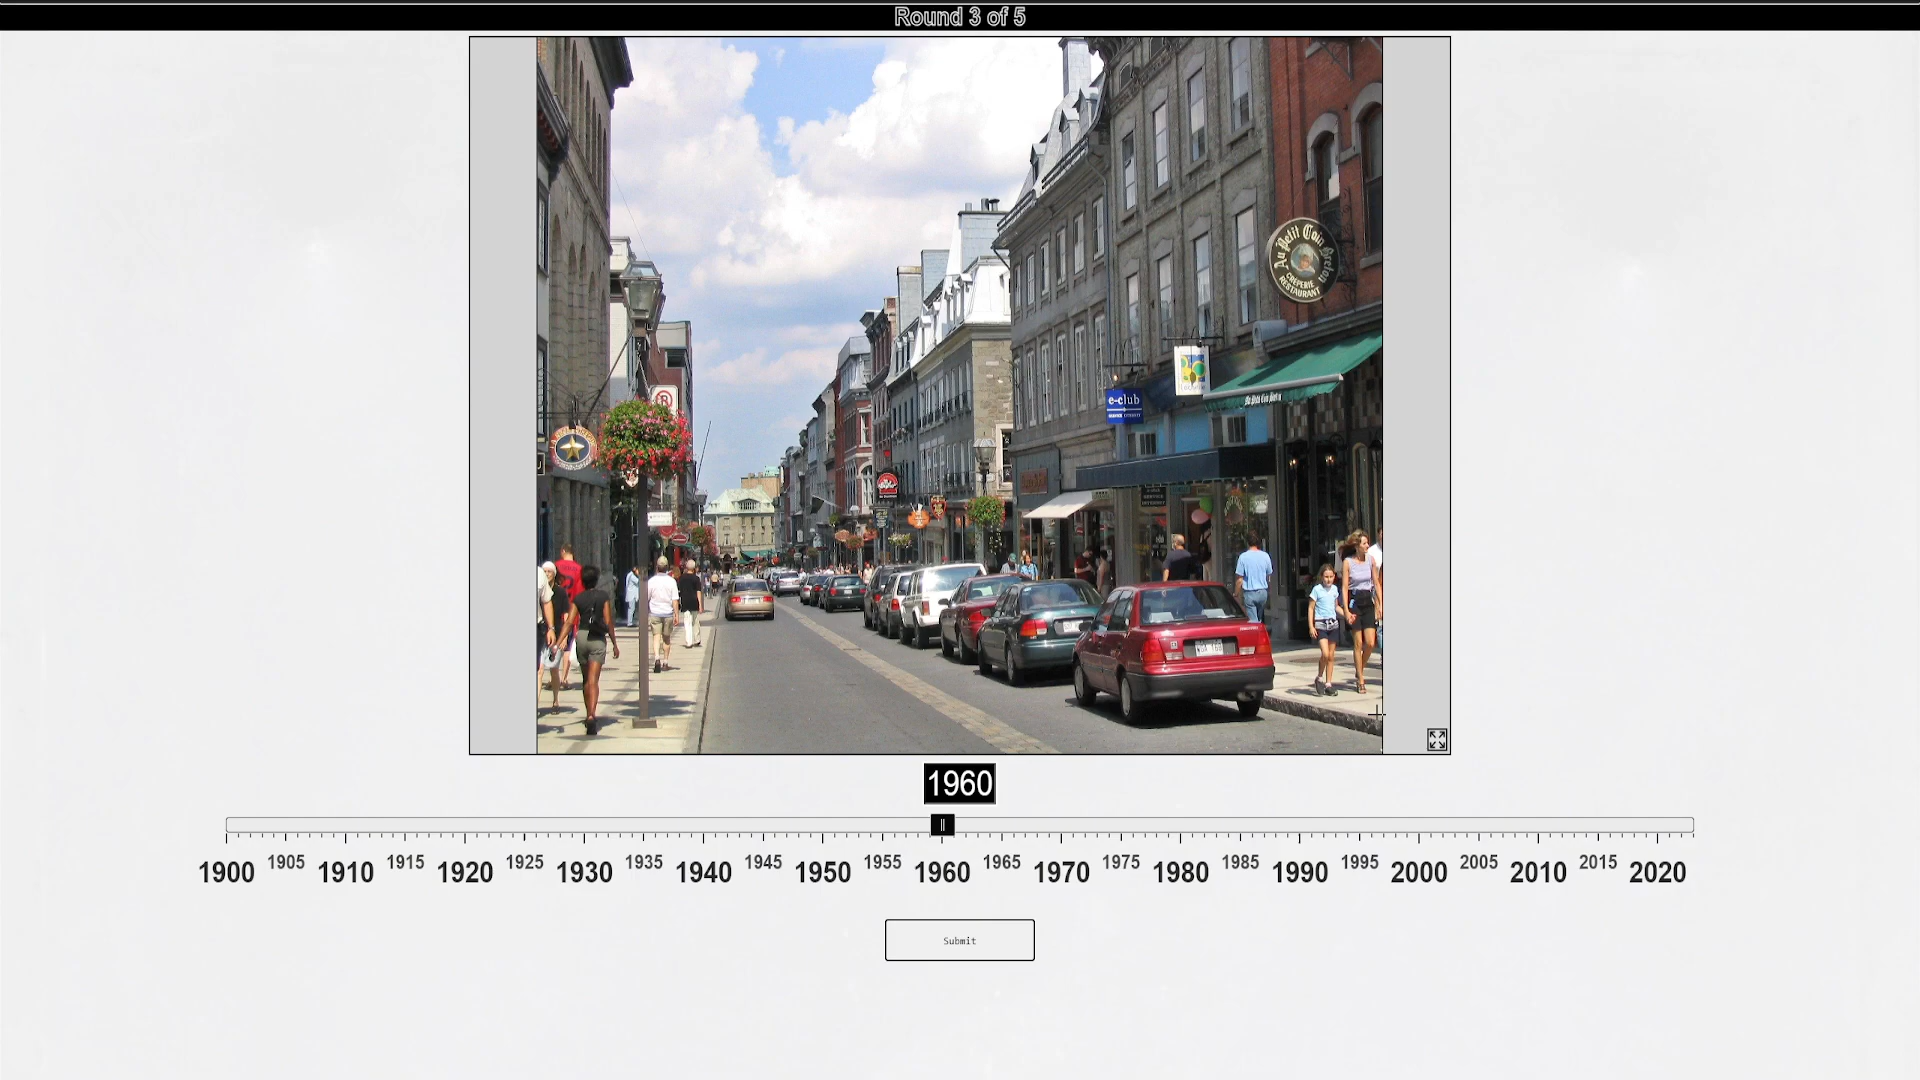 Round 3 of 5
Au Petit Coin Breton
CRÊPERIE
RESTAURANT
e-club
1960
1900 1905 1910 1915 1920 1925 1930 1935 1940 1945 1950 1955 1960 1965 1970 1975 1980 1985 1990 1995 2000 2005 2010 2015 2020
Submit